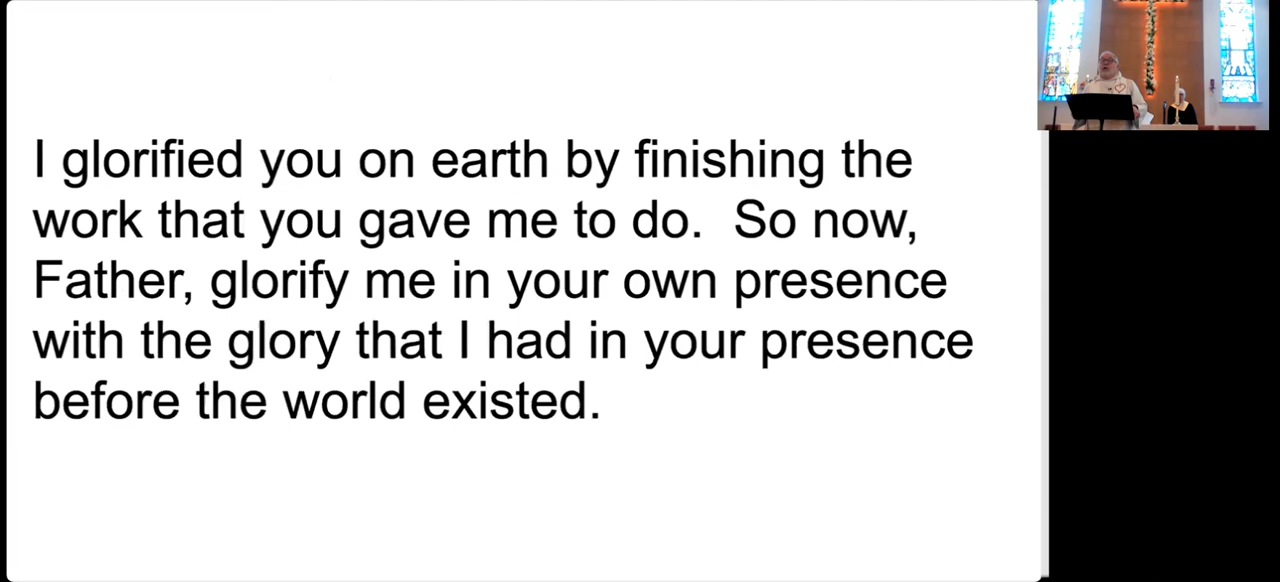 I glorified you on earth by finishing the
work that you gave me to do.  So now,
Father, glorify me in your own presence
with the glory that I had in your presence
before the world existed.